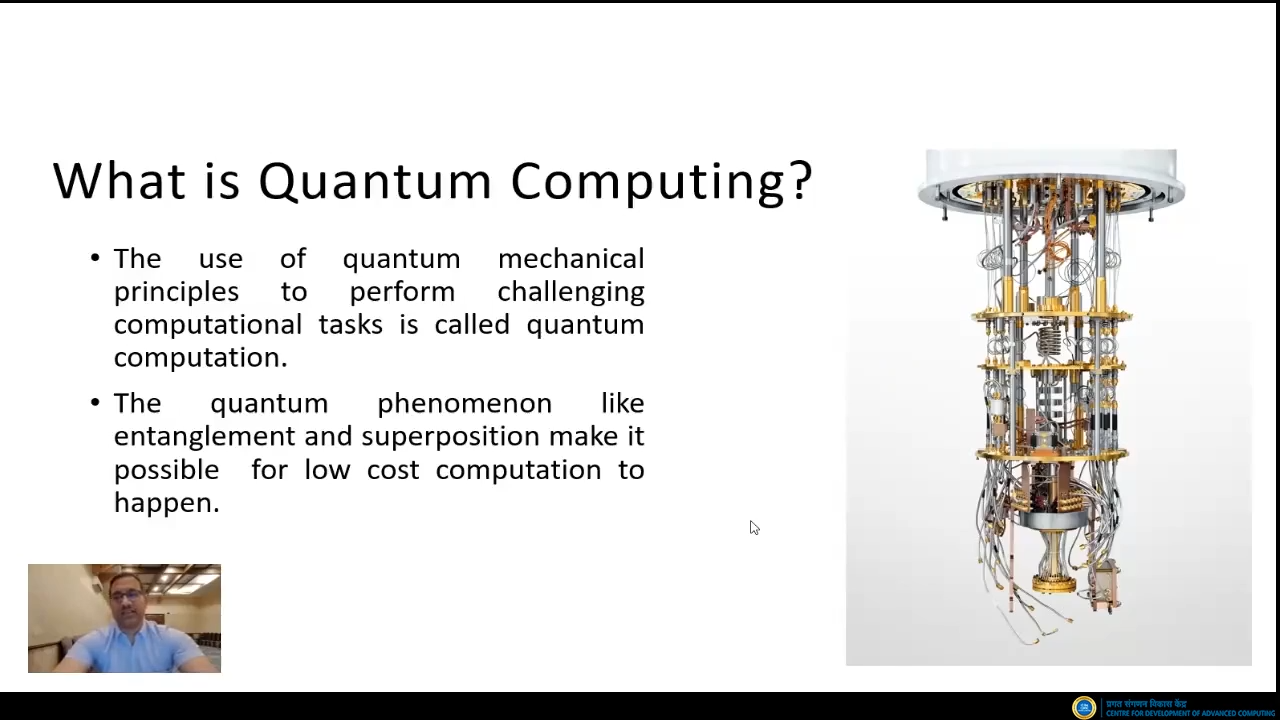 What is Quantum Computing?
• The use of quantum mechanical
principles to perform challenging
computational tasks is called quantum
computation.
• The quantum phenomenon like
entanglement and superposition make it
possible for low cost computation to
happen.
प्रगत संगणन विकास केंद्र
CENTRE FOR DEVELOPMENT OF ADVANCED COMPUTING